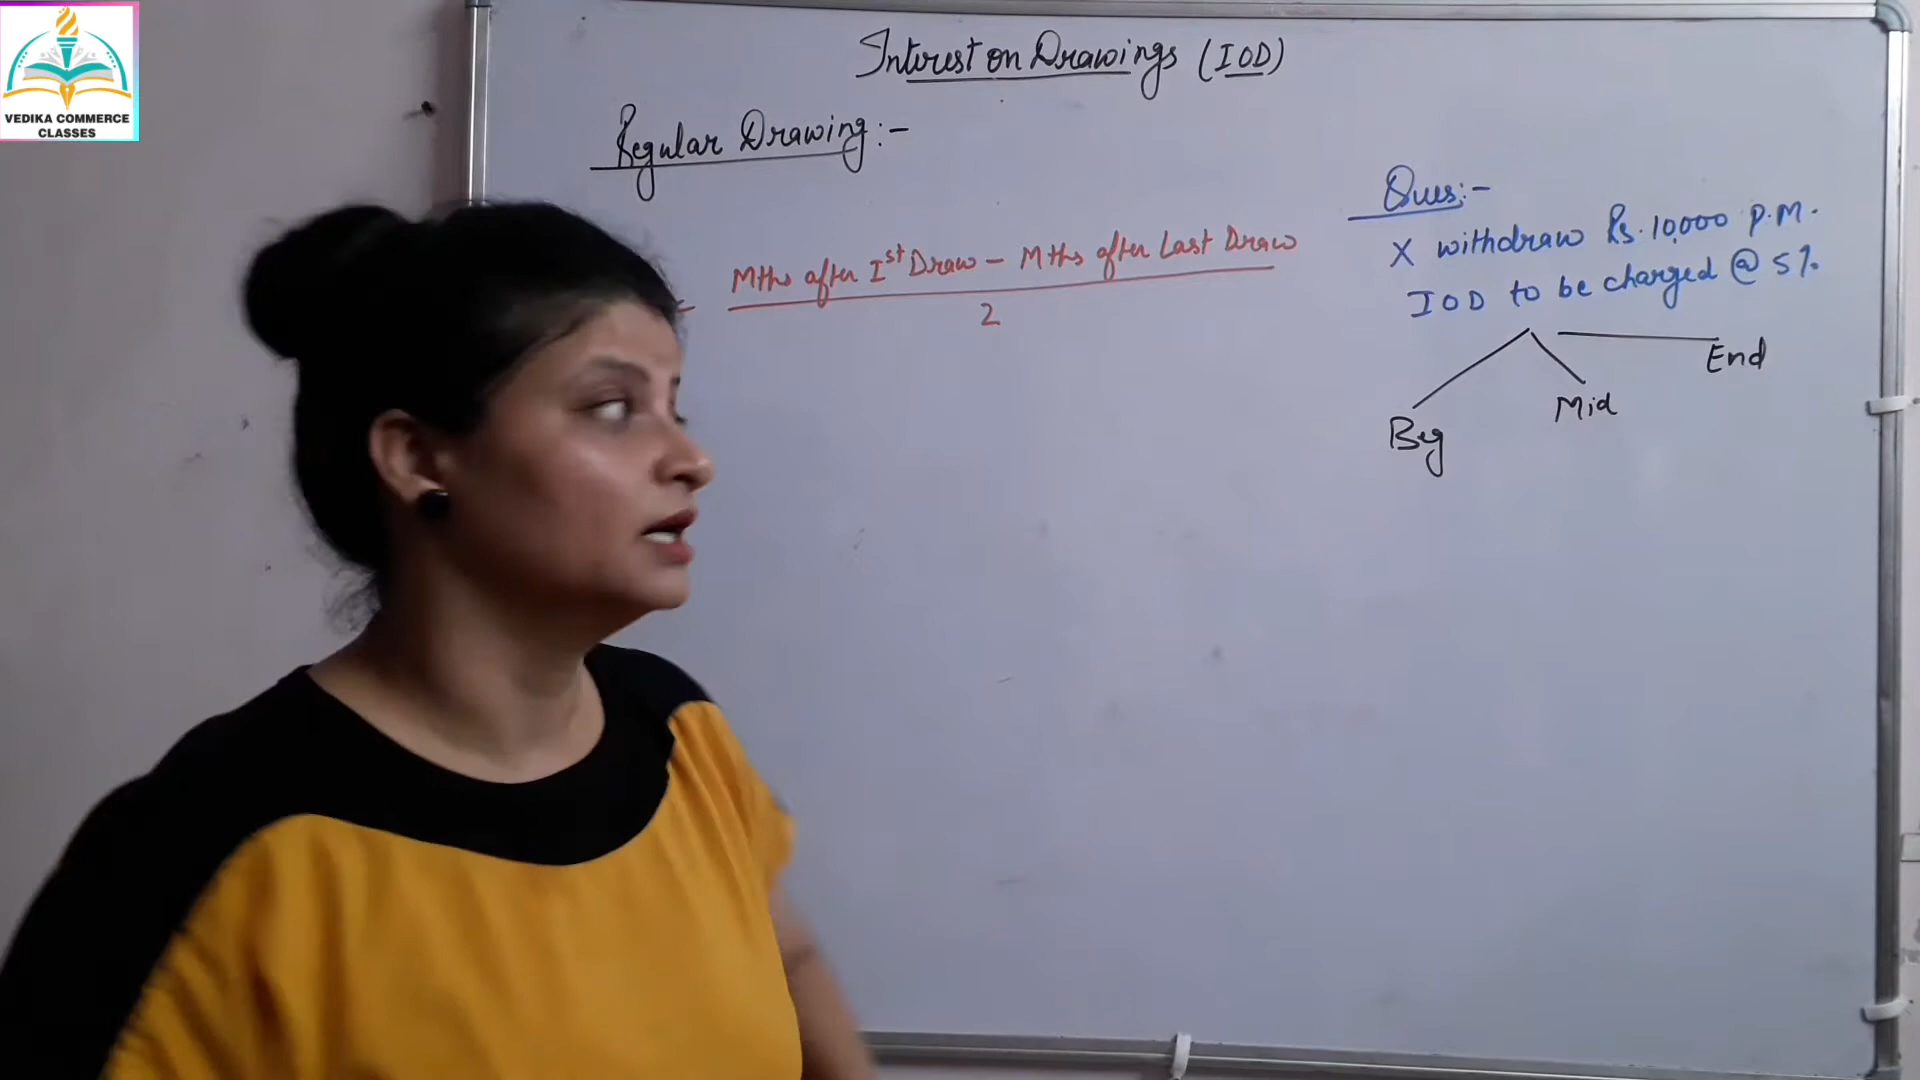 VEDIKA COMMERCE
CLASSES
Interest on Drawings (IOD)
Regular Drawing:-
Mths after Ist Draw - Mths after Last Draw
2
Ques:-
X withdraw Rs. 10,000 P.M.
IOD to be charged @ 5%
Beg
Mid
End